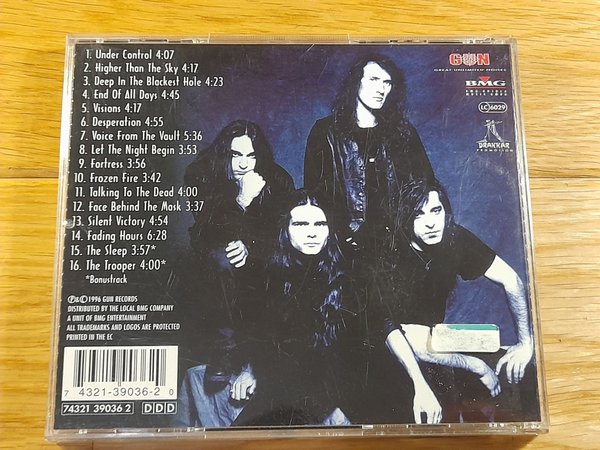 1. Under Control 4:07
2. Higher Than The Sky 4:17
3. Deep In The Blackest Hole 4:23
4. End Of All Days 4:45
5. Visions 4:17
6. Desperation 4:55
7. Voice From The Vault 5:36
8. Let The Night Begin 3:53
9. Fortress 3:56
10. Frozen Fire 3:42
11. Talking To The Dead 4:00
12. Face Behind The Mask 3:37
13. Silent Victory 4:54
14. Fading Hours 6:28
15. The Sleep 3:57*
16. The Trooper 4:00*
*Bonustrack
℗&© 1996 GUN RECORDS
DISTRIBUTED BY THE LOCAL BMG COMPANY
A UNIT OF BMG ENTERTAINMENT
ALL TRADEMARKS AND LOGOS ARE PROTECTED
PRINTED IN THE EC
7 4321-39036-2 0
74321 39036 2 DDD
GUN
GREAT UNLIMITED NOISES
BMG
LC 6029
DRAKKAR
PROMOTION